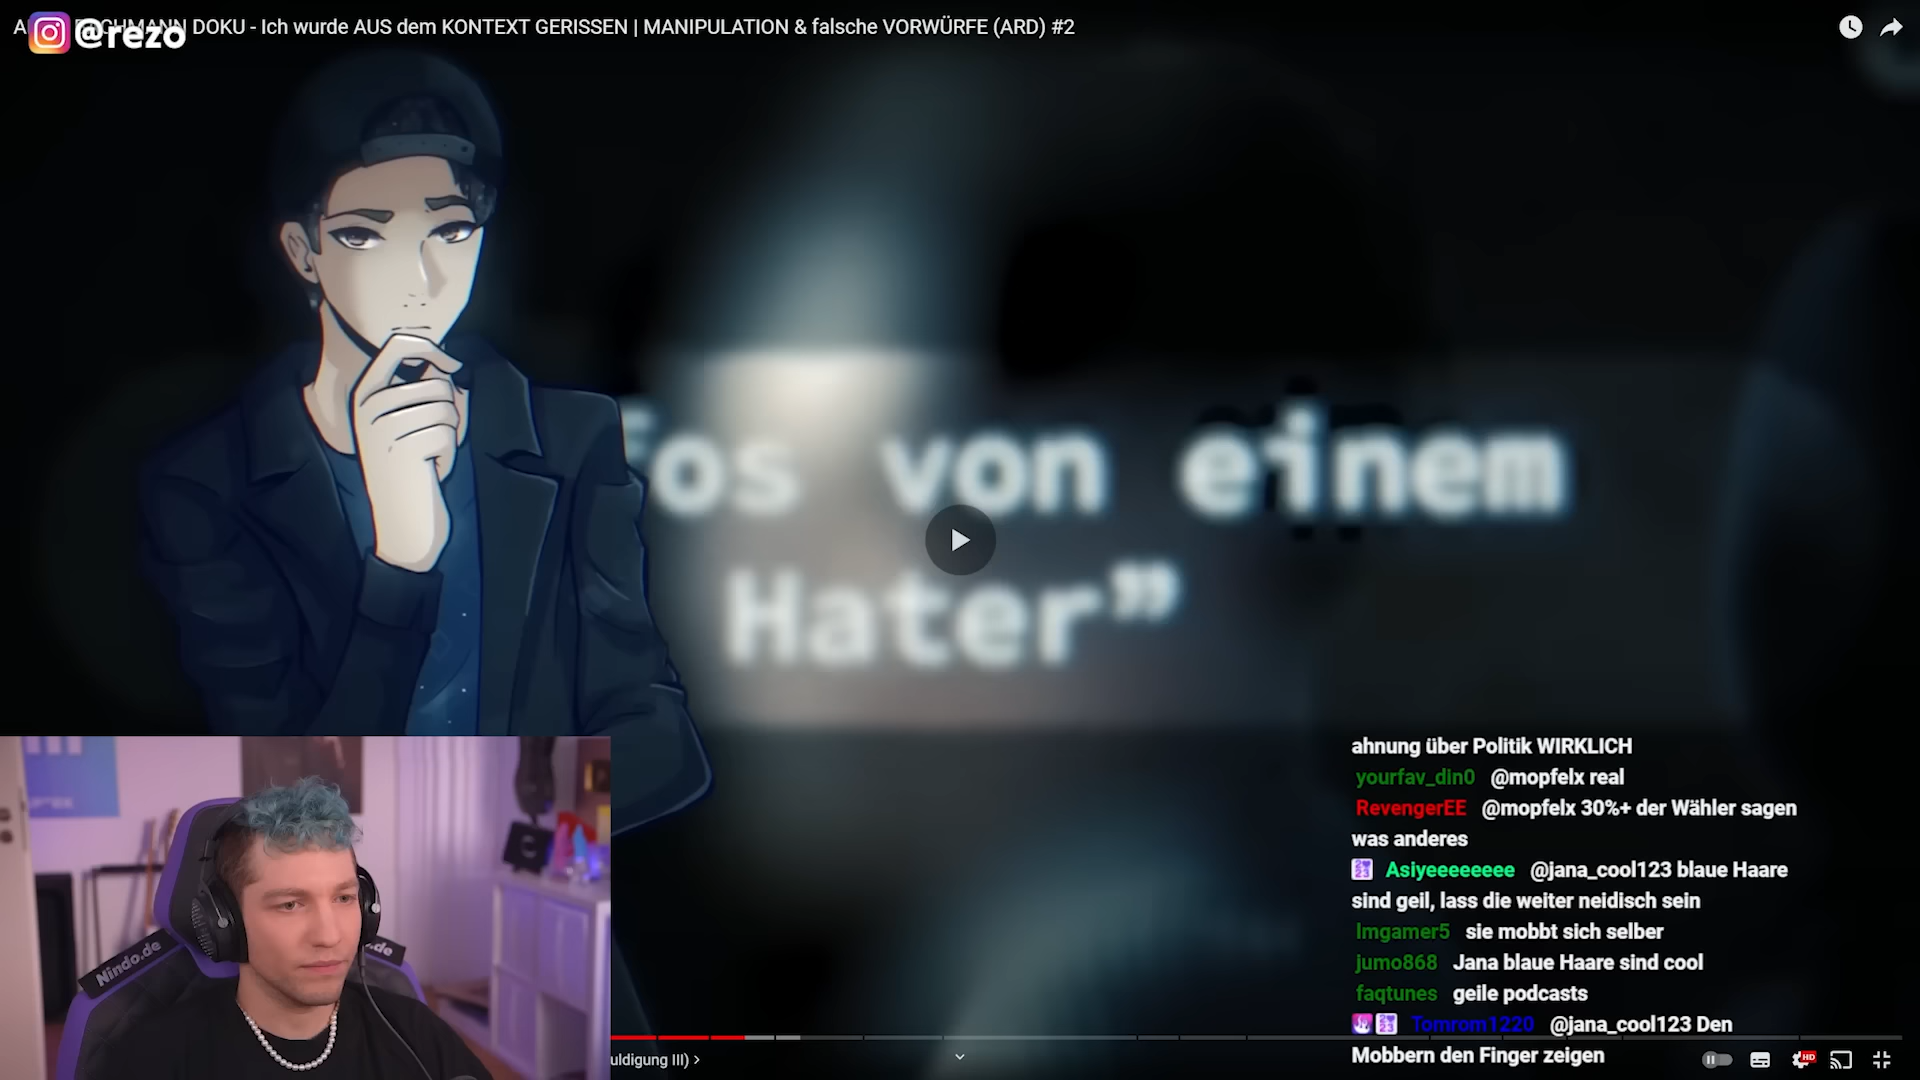 DOKU - Ich wurde AUS dem KONTEXT GERISSEN | MANIPULATION & falsche VORWÜRFE (ARD) #2
@rezo
fos von einem
Hater”
ahnung über Politik WIRKLICH
yourfav_din0 @mopfelx real
RevengerEE @mopfelx 30%+ der Wähler sagen
was anderes
Asiyeeeeeeee @jana_cool123 blaue Haare
sind geil, lass die weiter neidisch sein
lmgamer5 sie mobbt sich selber
jumo868 Jana blaue Haare sind cool
faqtunes geile podcasts
Tomrom1220 @jana_cool123 Den
Mobbern den Finger zeigen
Nindo.de
.de
uldigung III) >
HD